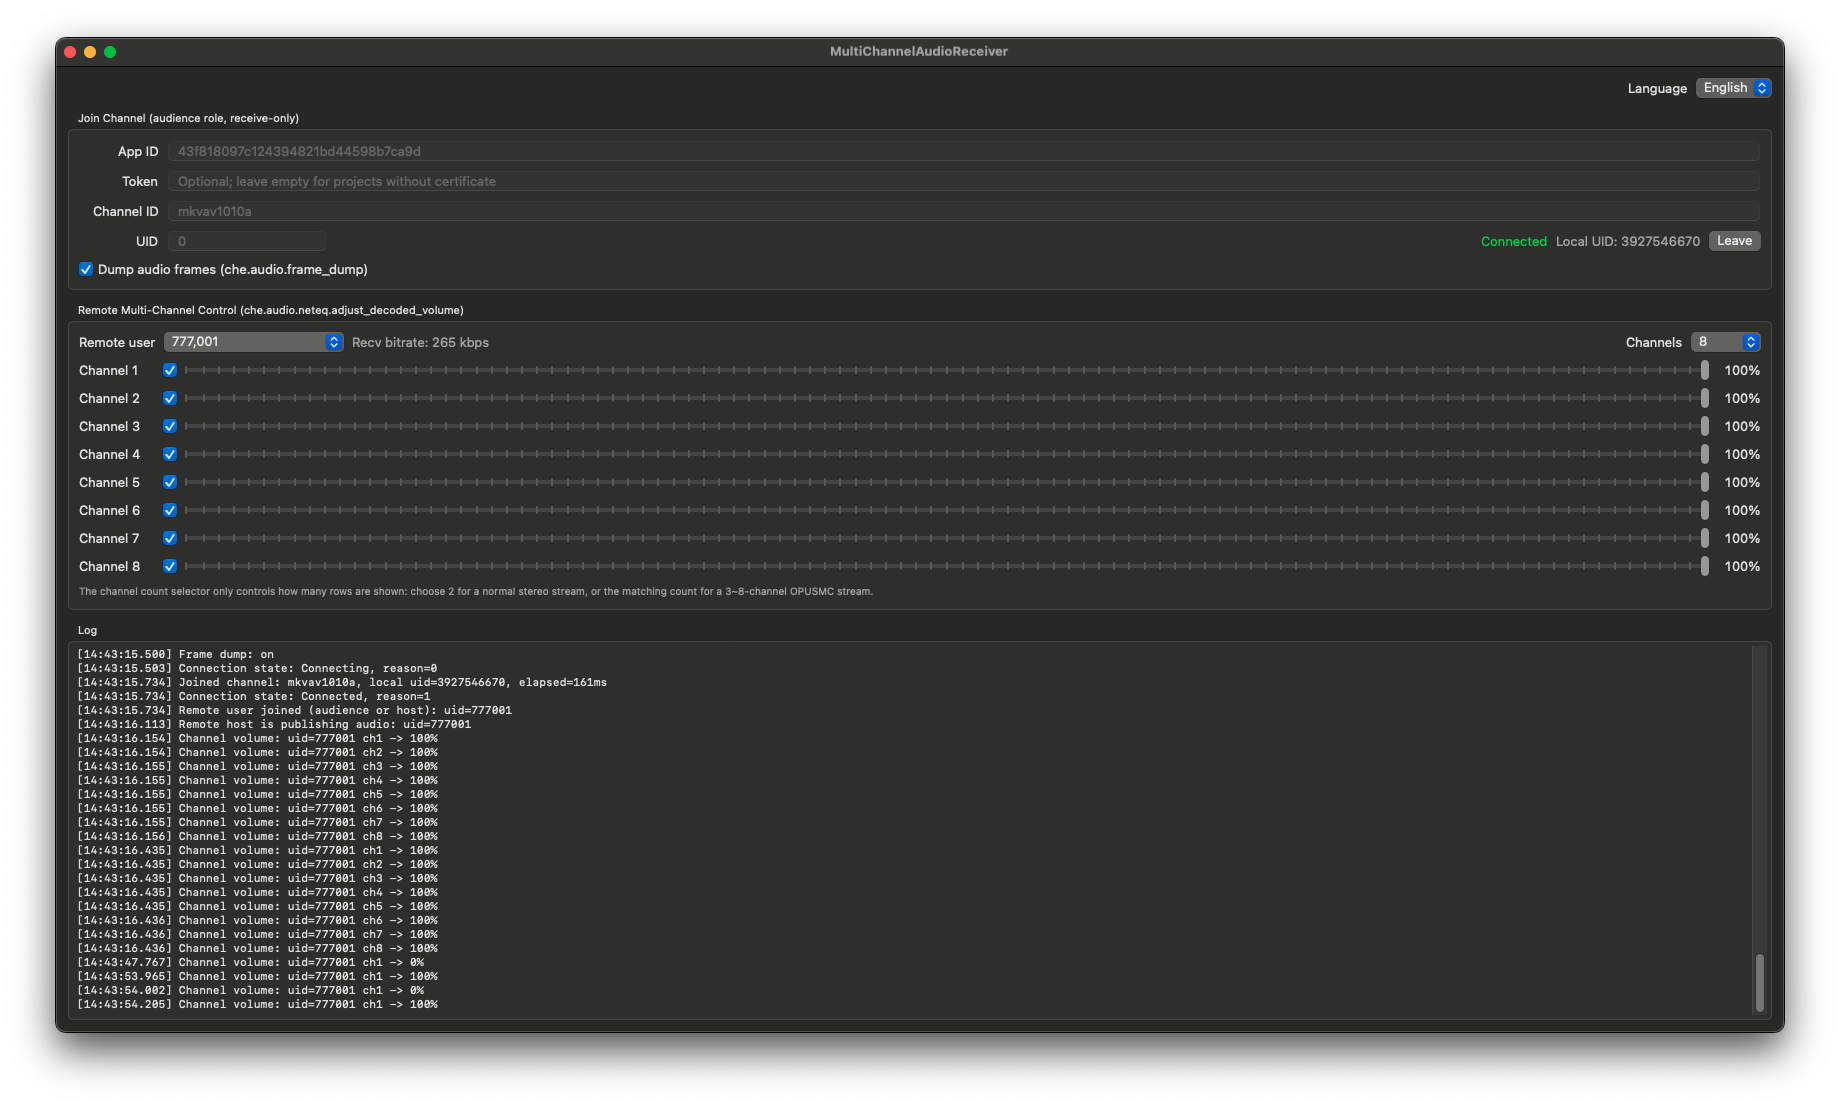 MultiChannelAudioReceiver
Language English
Join Channel (audience role, receive-only)
App ID 43f818097c124394821bd44598b7ca9d
Token Optional; leave empty for projects without certificate
Channel ID mkvav1010a
UID 0 Connected Local UID: 3927546670 Leave
Dump audio frames (che.audio.frame_dump)
Remote Multi-Channel Control (che.audio.neteq.adjust_decoded_volume)
Remote user 777,001 Recv bitrate: 265 kbps Channels 8
Channel 1 100%
Channel 2 100%
Channel 3 100%
Channel 4 100%
Channel 5 100%
Channel 6 100%
Channel 7 100%
Channel 8 100%
The channel count selector only controls how many rows are shown: choose 2 for a normal stereo stream, or the matching count for a 3~8-channel OPUSMC stream.
Log
[14:43:15.500] Frame dump: on
[14:43:15.503] Connection state: Connecting, reason=0
[14:43:15.734] Joined channel: mkvav1010a, local uid=3927546670, elapsed=161ms
[14:43:15.734] Connection state: Connected, reason=1
[14:43:15.734] Remote user joined (audience or host): uid=777001
[14:43:16.113] Remote host is publishing audio: uid=777001
[14:43:16.154] Channel volume: uid=777001 ch1 -> 100%
[14:43:16.154] Channel volume: uid=777001 ch2 -> 100%
[14:43:16.155] Channel volume: uid=777001 ch3 -> 100%
[14:43:16.155] Channel volume: uid=777001 ch4 -> 100%
[14:43:16.155] Channel volume: uid=777001 ch5 -> 100%
[14:43:16.155] Channel volume: uid=777001 ch6 -> 100%
[14:43:16.155] Channel volume: uid=777001 ch7 -> 100%
[14:43:16.156] Channel volume: uid=777001 ch8 -> 100%
[14:43:16.435] Channel volume: uid=777001 ch1 -> 100%
[14:43:16.435] Channel volume: uid=777001 ch2 -> 100%
[14:43:16.435] Channel volume: uid=777001 ch3 -> 100%
[14:43:16.435] Channel volume: uid=777001 ch4 -> 100%
[14:43:16.435] Channel volume: uid=777001 ch5 -> 100%
[14:43:16.436] Channel volume: uid=777001 ch6 -> 100%
[14:43:16.436] Channel volume: uid=777001 ch7 -> 100%
[14:43:16.436] Channel volume: uid=777001 ch8 -> 100%
[14:43:47.767] Channel volume: uid=777001 ch1 -> 0%
[14:43:53.965] Channel volume: uid=777001 ch1 -> 100%
[14:43:54.002] Channel volume: uid=777001 ch1 -> 0%
[14:43:54.205] Channel volume: uid=777001 ch1 -> 100%